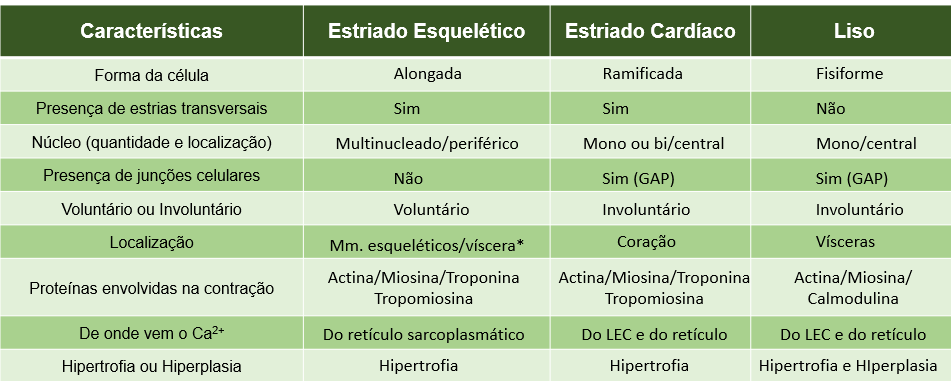 Características Estriado Esquelético Estriado Cardíaco Liso
Forma da célula Alongada Ramificada Fisiforme
Presença de estrias transversais Sim Sim Não
Núcleo (quantidade e localização) Multinucleado/periférico Mono ou bi/central Mono/central
Presença de junções celulares Não Sim (GAP) Sim (GAP)
Voluntário ou Involuntário Voluntário Involuntário Involuntário
Localização Mm. esqueléticos/víscera* Coração Vísceras
Proteínas envolvidas na contração Actina/Miosina/Troponina Actina/Miosina/Troponina Actina/Miosina/
Tropomiosina Tropomiosina Calmodulina
De onde vem o Ca²⁺ Do retículo sarcoplasmático Do LEC e do retículo Do LEC e do retículo
Hipertrofia ou Hiperplasia Hipertrofia Hipertrofia Hipertrofia e HIperplasia